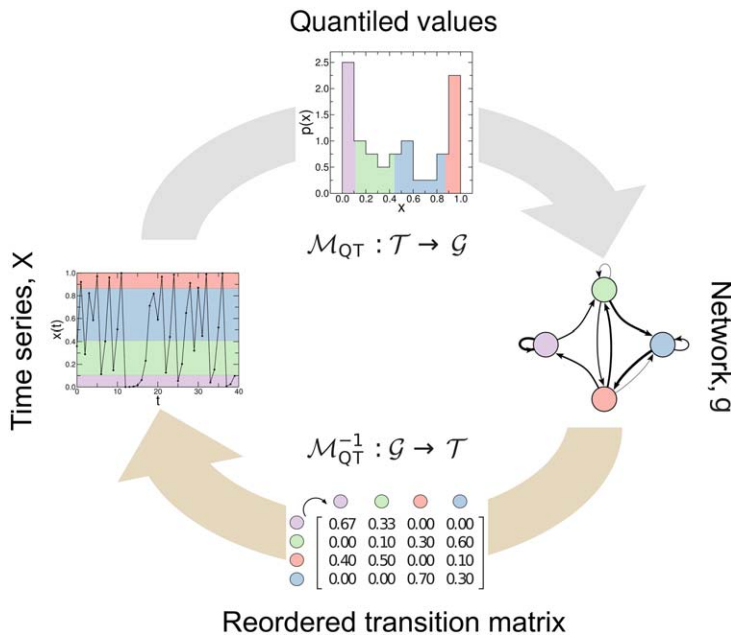 Quantiled values
2.5
2.0
1.5
1.0
0.5
0.0
p(x)
0.0 0.2 0.4 0.6 0.8 1.0
x
ℳ_QT : 𝒯 → 𝒢
Time series, X
1.0
0.8
0.6
0.4
0.2
0.0
x(t)
0 10 20 30 40
t
Network, g
ℳ_QT^{-1} : 𝒢 → 𝒯
0.67 0.33 0.00 0.00
0.00 0.10 0.30 0.60
0.40 0.50 0.00 0.10
0.00 0.00 0.70 0.30
Reordered transition matrix